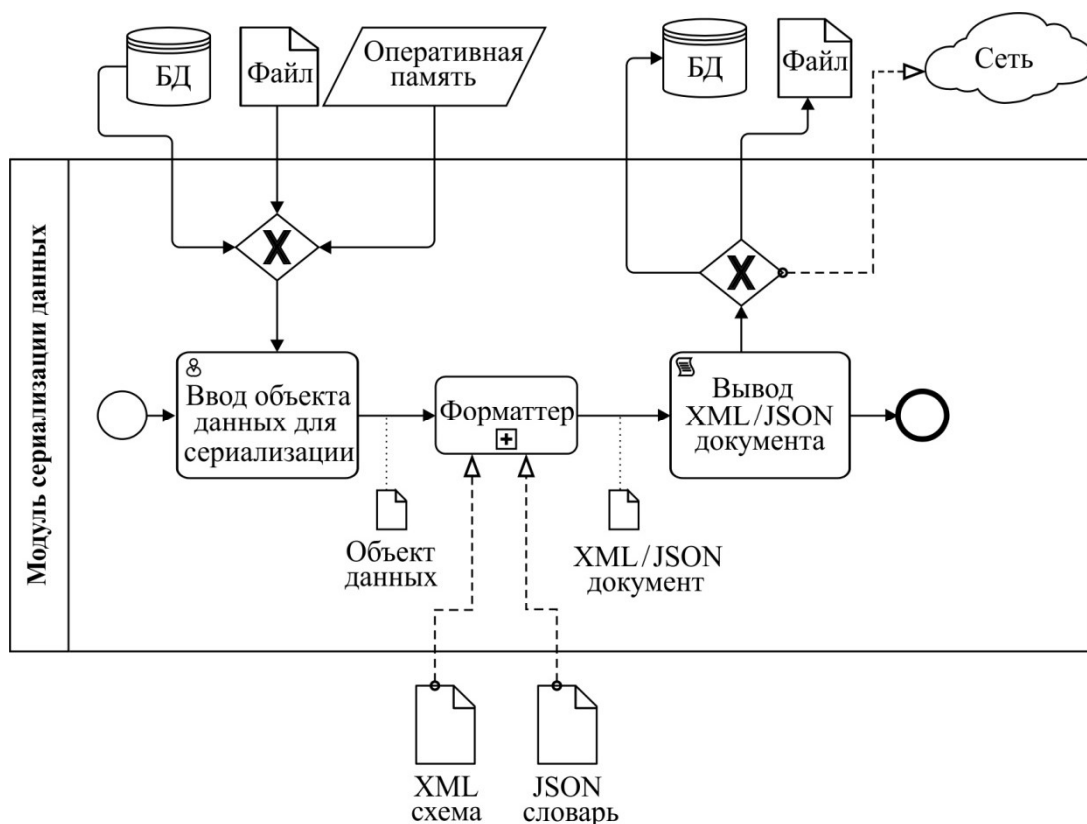 БД
Файл
Оперативная
память
БД
Файл
Сеть
Модуль сериализации данных
X
X
Ввод объекта
данных для
сериализации
Форматтер
Вывод
XML/JSON
документа
Объект
данных
XML/JSON
документ
XML
схема
JSON
словарь